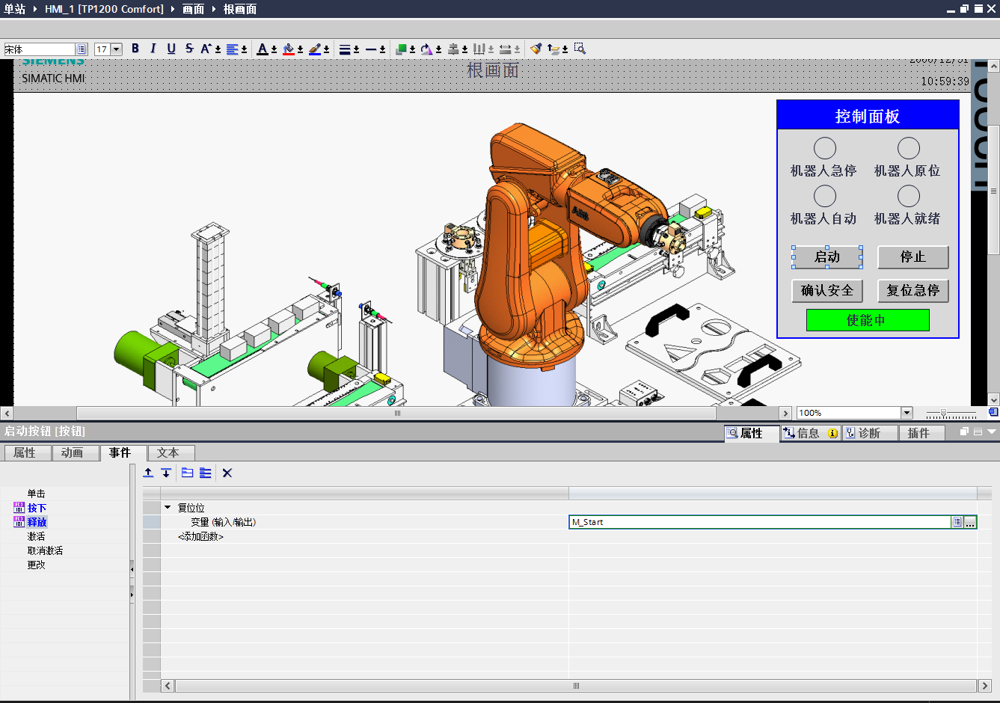 单站 ▸ HMI_1 [TP1200 Comfort] ▸ 画面 ▸ 根画面
宋体 17 B I U S A A
SIEMENS
SIMATIC HMI
根画面
2000/12/31
10:59:39
TOUCH
控制面板
机器人急停 机器人原位
机器人自动 机器人就绪
启动 停止
确认安全 复位急停
使能中
ABB
100%
启动按钮 [按钮]
属性 信息 诊断 插件
属性 动画 事件 文本
单击
按下
释放
激活
取消激活
更改
复位位
变量 (输入/输出) M_Start ...
<添加函数>